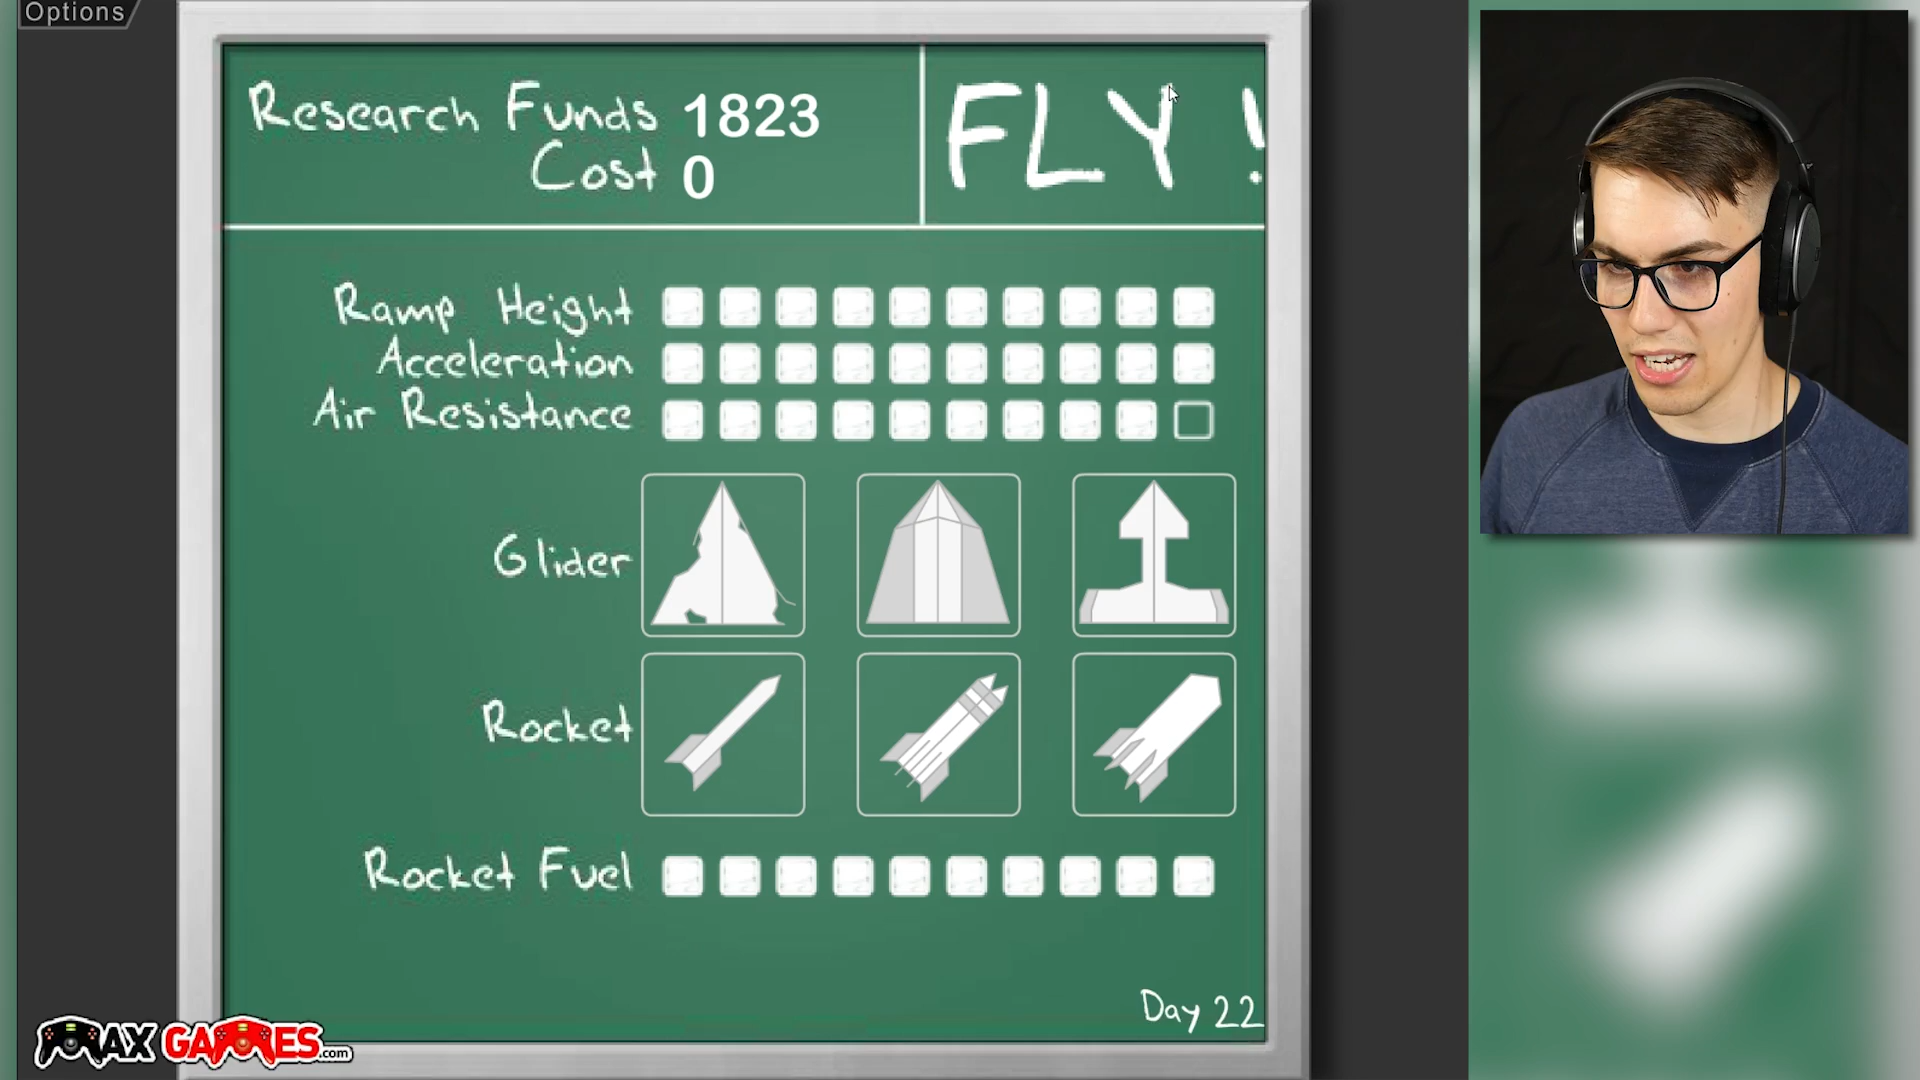 Options
Research Funds 1823
Cost 0
FLY!
Ramp Height
Acceleration
Air Resistance
Glider
Rocket
Rocket Fuel
Day 22
MAX GAMES.com